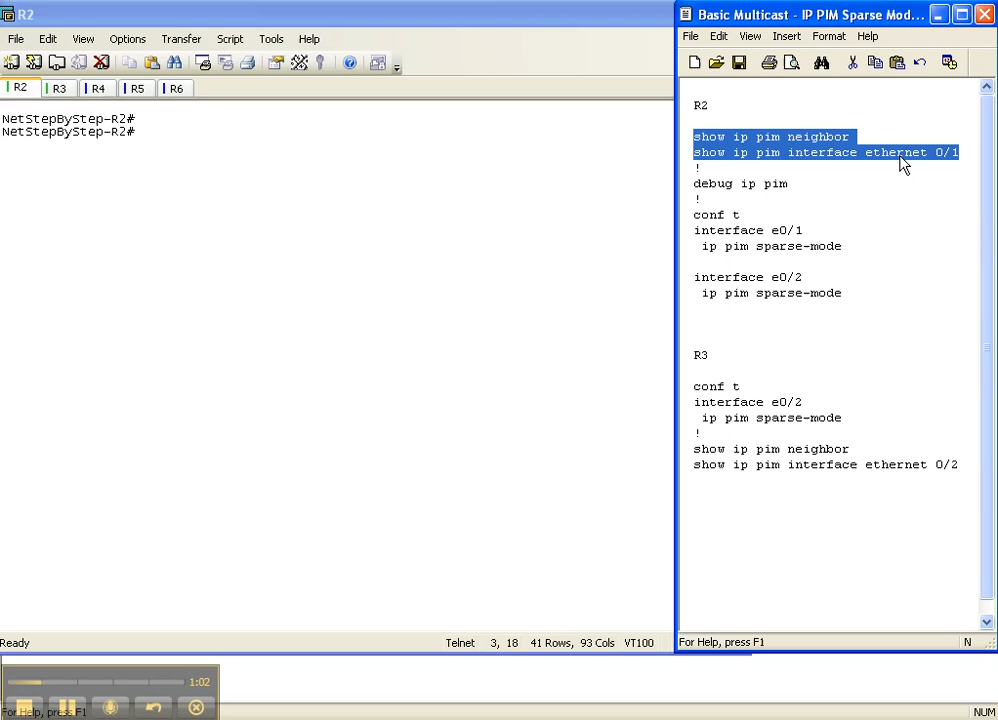 R2
File Edit View Options Transfer Script Tools Help
R2 R3 R4 R5 R6
NetStepByStep-R2#
NetStepByStep-R2#
Ready Telnet 3, 18 41 Rows, 93 Cols VT100
Basic Multicast - IP PIM Sparse Mod...
File Edit View Insert Format Help
R2
show ip pim neighbor
show ip pim interface ethernet 0/1
!
debug ip pim
!
conf t
interface e0/1
ip pim sparse-mode
interface e0/2
ip pim sparse-mode
R3
conf t
interface e0/2
ip pim sparse-mode
!
show ip pim neighbor
show ip pim interface ethernet 0/2
For Help, press F1 N
1:02
For Help, press F1 NUM